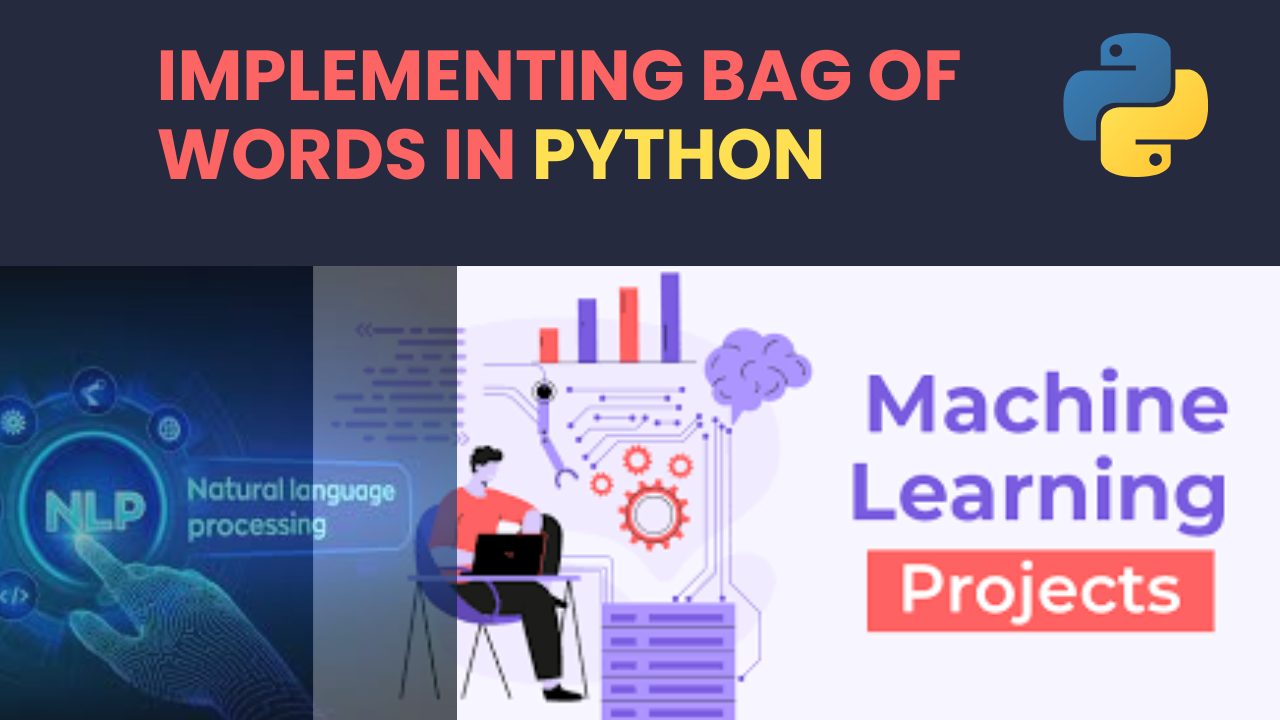 IMPLEMENTING BAG OF
WORDS IN PYTHON
NLP
Natural language
processing
</>
Machine
Learning
Projects